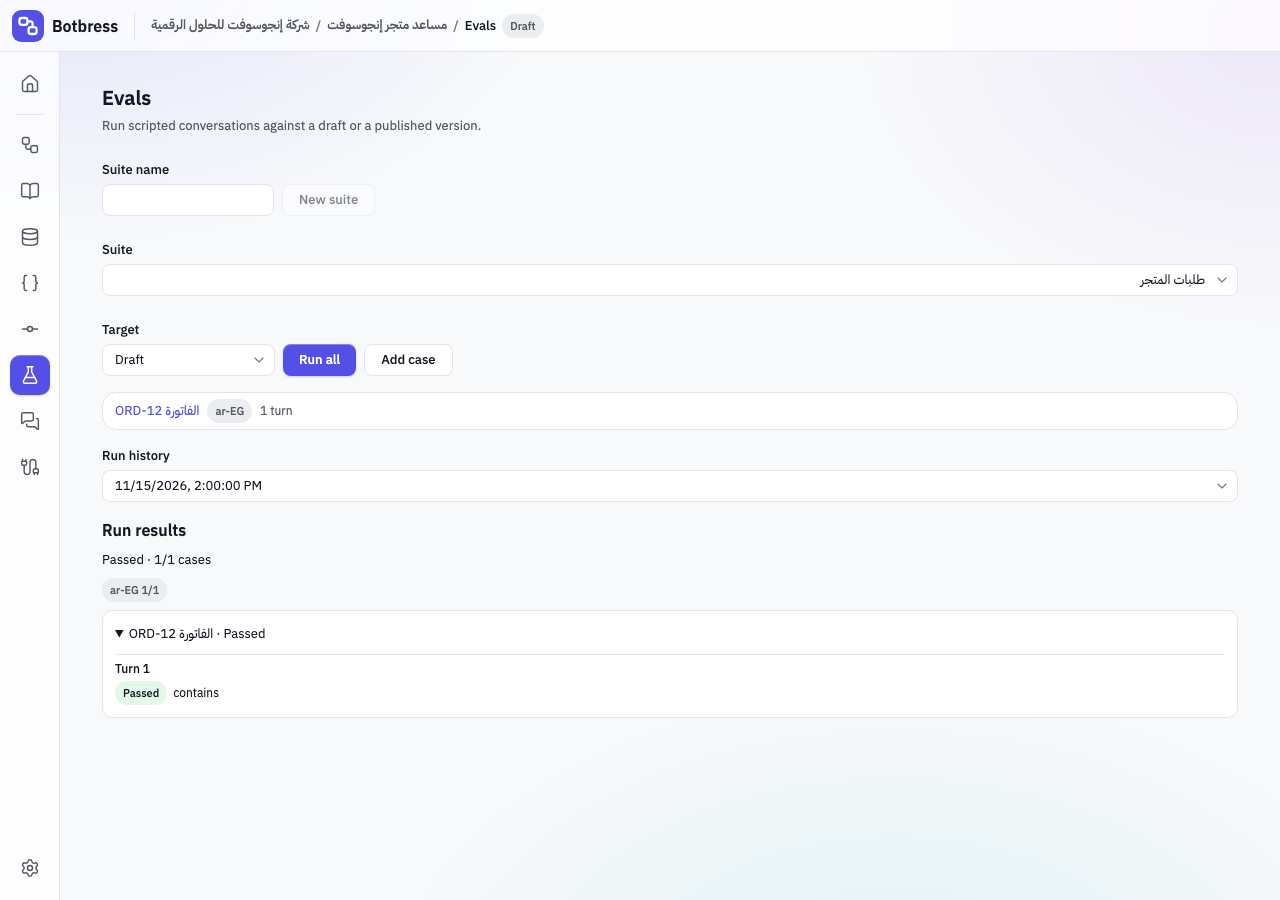 Botbress
شركة إنجوسوفت للحلول الرقمية / مساعد متجر إنجوسوفت / Evals Draft
Evals
Run scripted conversations against a draft or a published version.
Suite name
New suite
Suite
طلبات المتجر
Target
Draft Run all Add case
ORD-12 الفاتورة ar-EG 1 turn
Run history
11/15/2026, 2:00:00 PM
Run results
Passed · 1/1 cases
ar-EG 1/1
ORD-12 الفاتورة · Passed
Turn 1
Passed contains